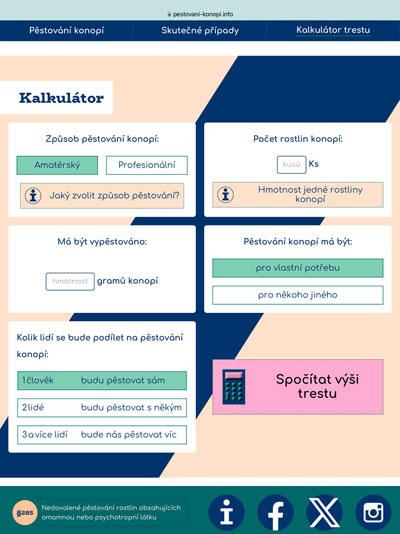 pestovani-konopi.info
Pěstování konopí
Skutečné případy
Kalkulátor trestu
Kalkulátor
Způsob pěstování konopí:
Amatérský
Profesionální
Jaký zvolit způsob pěstování?
Počet rostlin konopí:
kusů Ks
Hmotnost jedné rostliny
konopí
Má být vypěstováno:
hmotnost gramů konopí
Pěstování konopí má být:
pro vlastní potřebu
pro někoho jiného
Kolik lidí se bude podílet na pěstování
konopí:
1 člověk budu pěstovat sám
2 lidé budu pěstovat s někým
3 a více lidí bude nás pěstovat víc
Spočítat výši
trestu
§285
Nedovolené pěstování rostlin obsahujících
omamnou nebo psychotropní látku